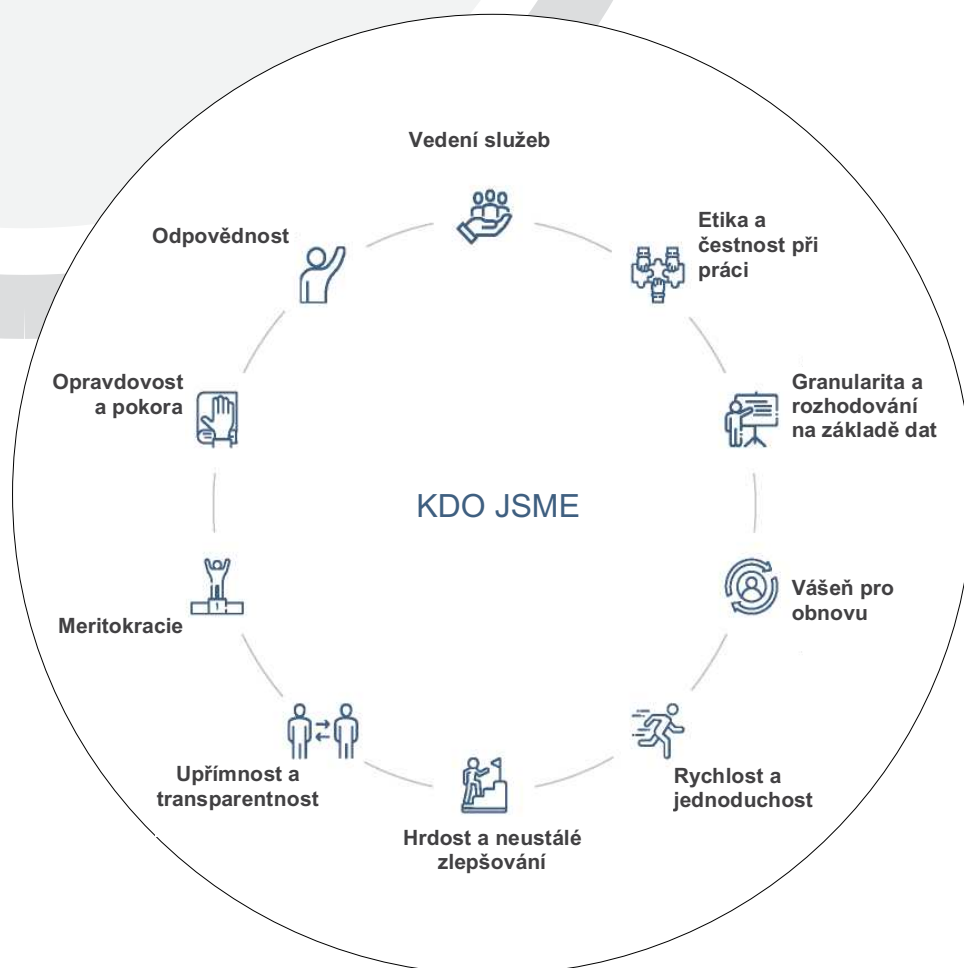 Vedení služeb
Etika a
čestnost při
práci
Granularita a
rozhodování
na základě dat
Vášeň pro
obnovu
Rychlost a
jednoduchost
Hrdost a neustálé
zlepšování
Upřímnost a
transparentnost
Meritokracie
Opravdovost
a pokora
Odpovědnost
KDO JSME